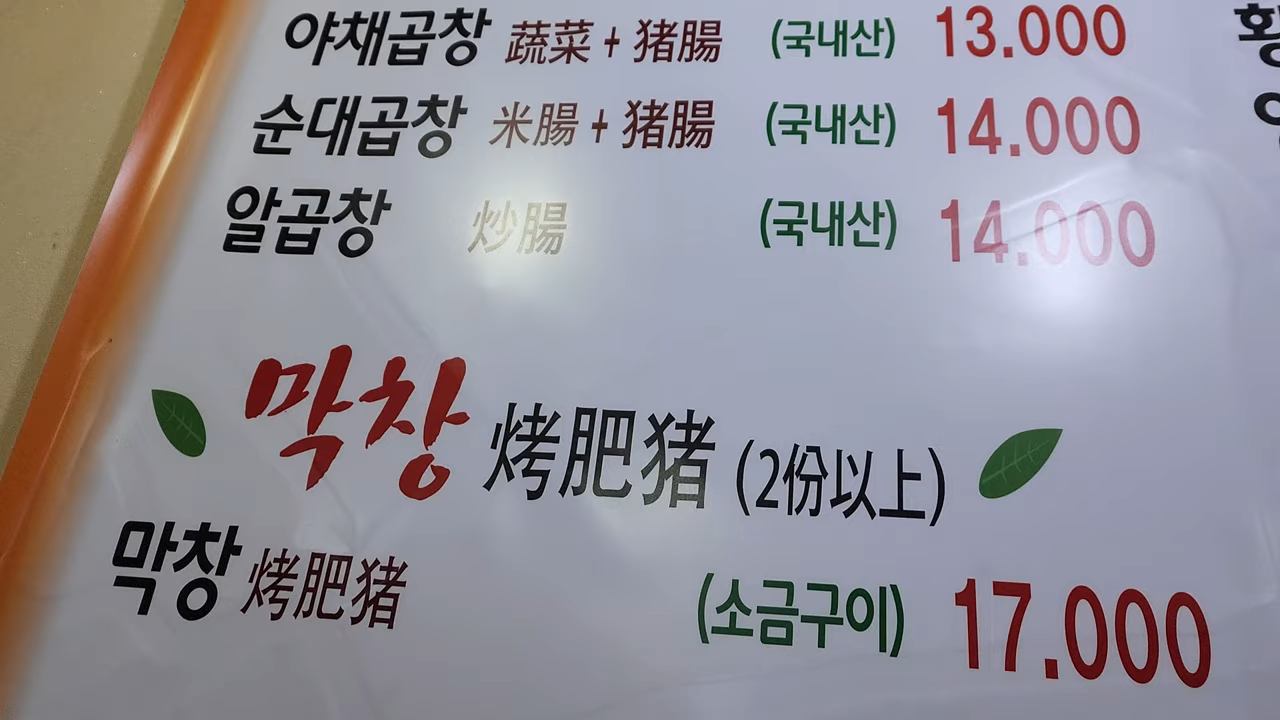 야채곱창 蔬菜 + 猪腸 (국내산) 13.000
순대곱창 米腸 + 猪腸 (국내산) 14.000
알곱창 炒腸 (국내산) 14.000
막창 烤肥猪 (2份以上)
막창 烤肥猪 (소금구이) 17.000